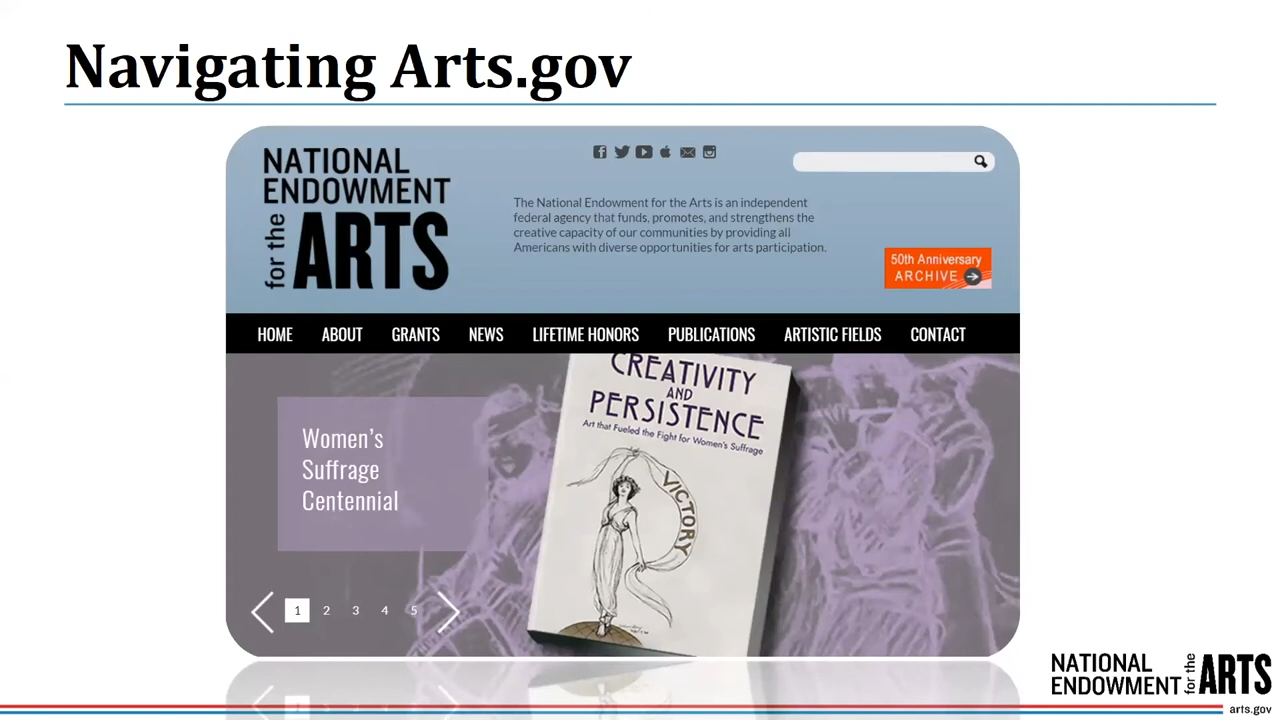 Navigating Arts.gov
NATIONAL
ENDOWMENT
for the
ARTS
The National Endowment for the Arts is an independent
federal agency that funds, promotes, and strengthens the
creative capacity of our communities by providing all
Americans with diverse opportunities for arts participation.
50th Anniversary
ARCHIVE
HOME ABOUT GRANTS NEWS LIFETIME HONORS PUBLICATIONS ARTISTIC FIELDS CONTACT
Women's
Suffrage
Centennial
CREATIVITY
AND
PERSISTENCE
Art that Fueled the Fight for Women's Suffrage
VICTORY
1 2 3 4 5
NATIONAL
ENDOWMENT
for the
ARTS
arts.gov